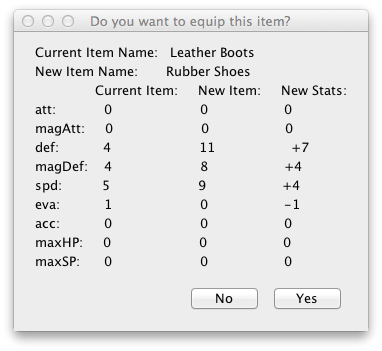 Do you want to equip this item?
Current Item Name: Leather Boots
New Item Name: Rubber Shoes
Current Item: New Item: New Stats:
att: 0 0 0
magAtt: 0 0 0
def: 4 11 +7
magDef: 4 8 +4
spd: 5 9 +4
eva: 1 0 -1
acc: 0 0 0
maxHP: 0 0 0
maxSP: 0 0 0
No Yes